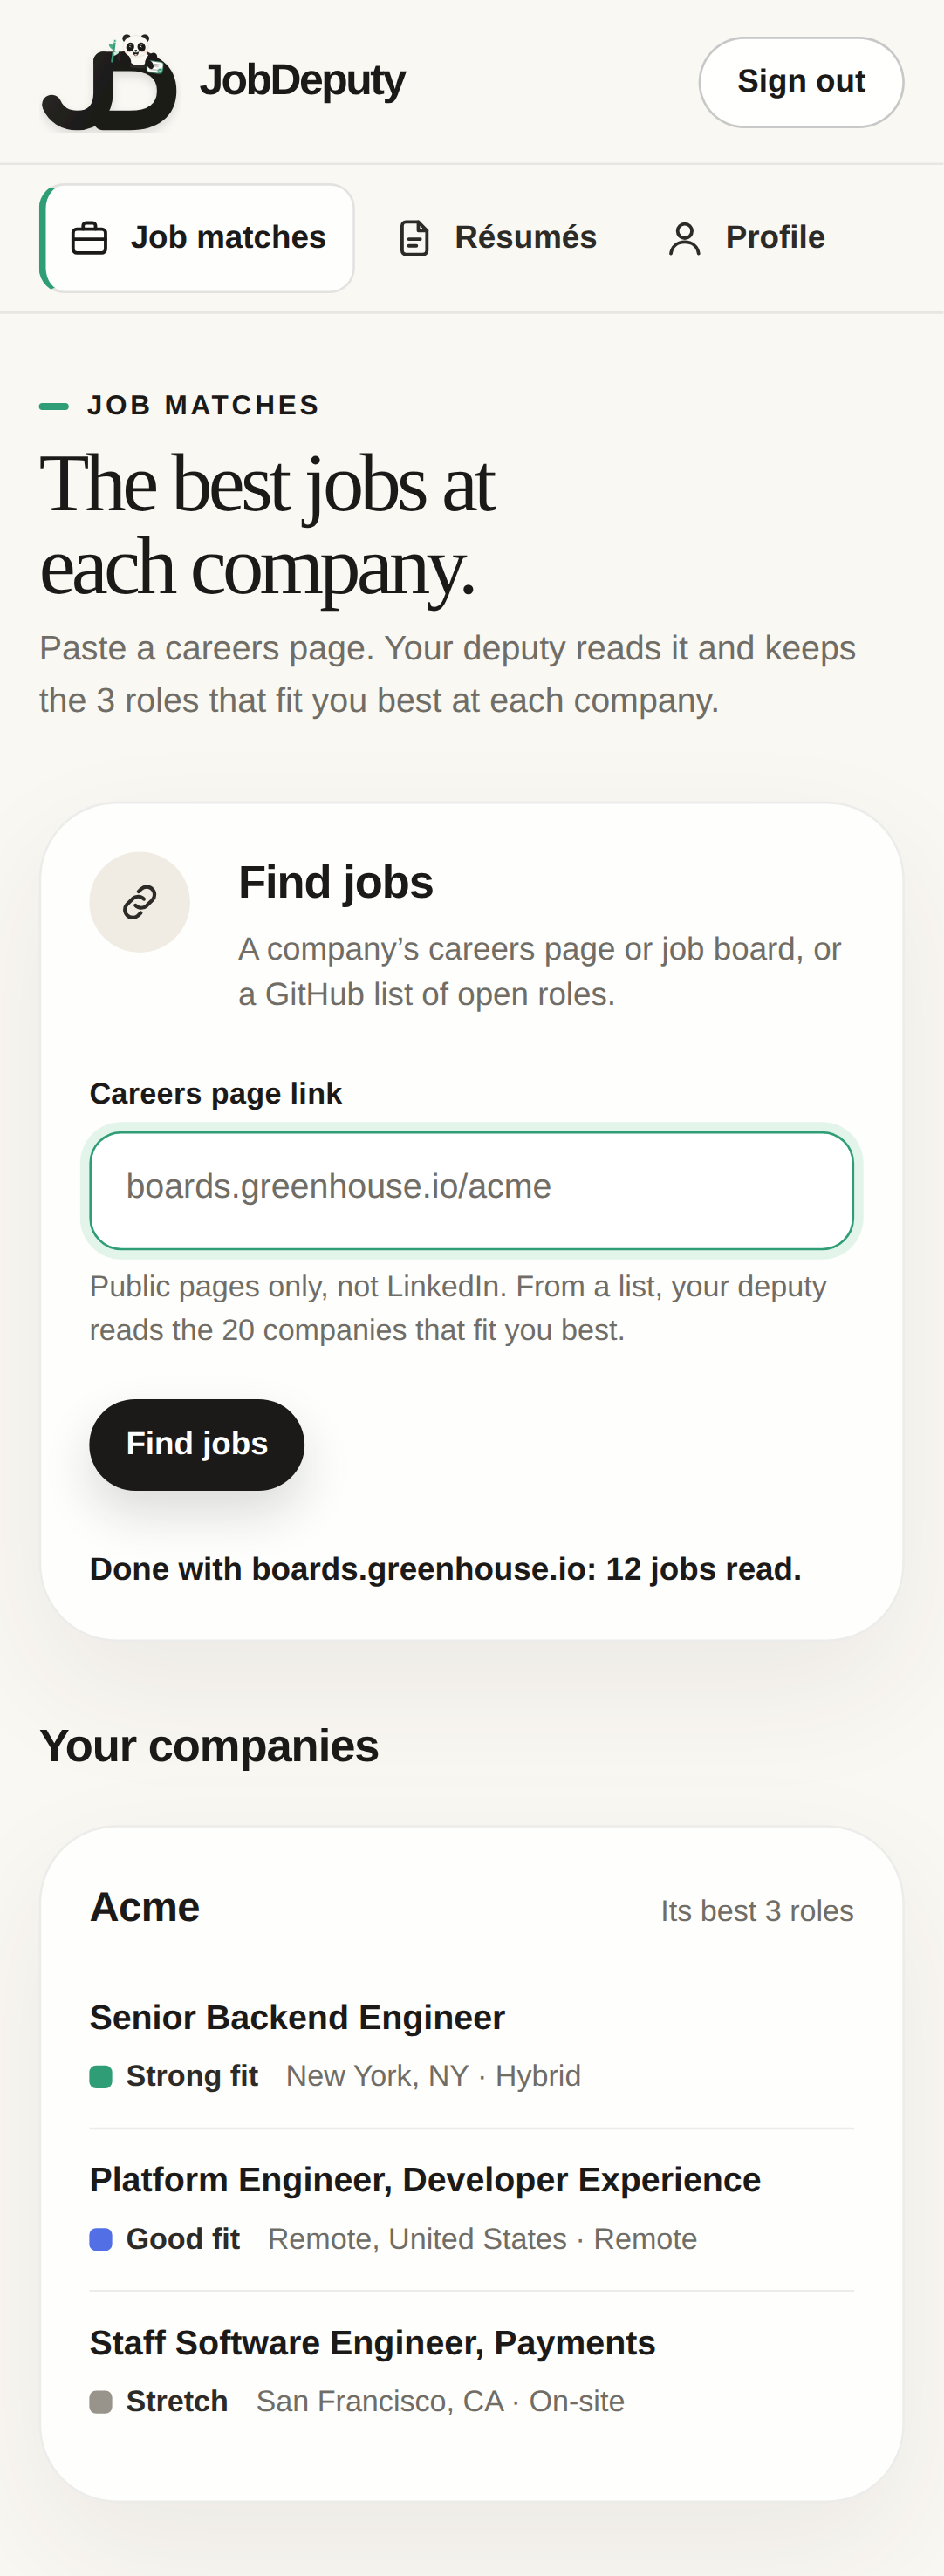 JD JobDeputy
Sign out
Job matches
Résumés
Profile
JOB MATCHES
The best jobs at
each company.
Paste a careers page. Your deputy reads it and keeps
the 3 roles that fit you best at each company.
Find jobs
A company’s careers page or job board, or
a GitHub list of open roles.
Careers page link
boards.greenhouse.io/acme
Public pages only, not LinkedIn. From a list, your deputy
reads the 20 companies that fit you best.
Find jobs
Done with boards.greenhouse.io: 12 jobs read.
Your companies
Acme
Its best 3 roles
Senior Backend Engineer
Strong fit New York, NY · Hybrid
Platform Engineer, Developer Experience
Good fit Remote, United States · Remote
Staff Software Engineer, Payments
Stretch San Francisco, CA · On-site